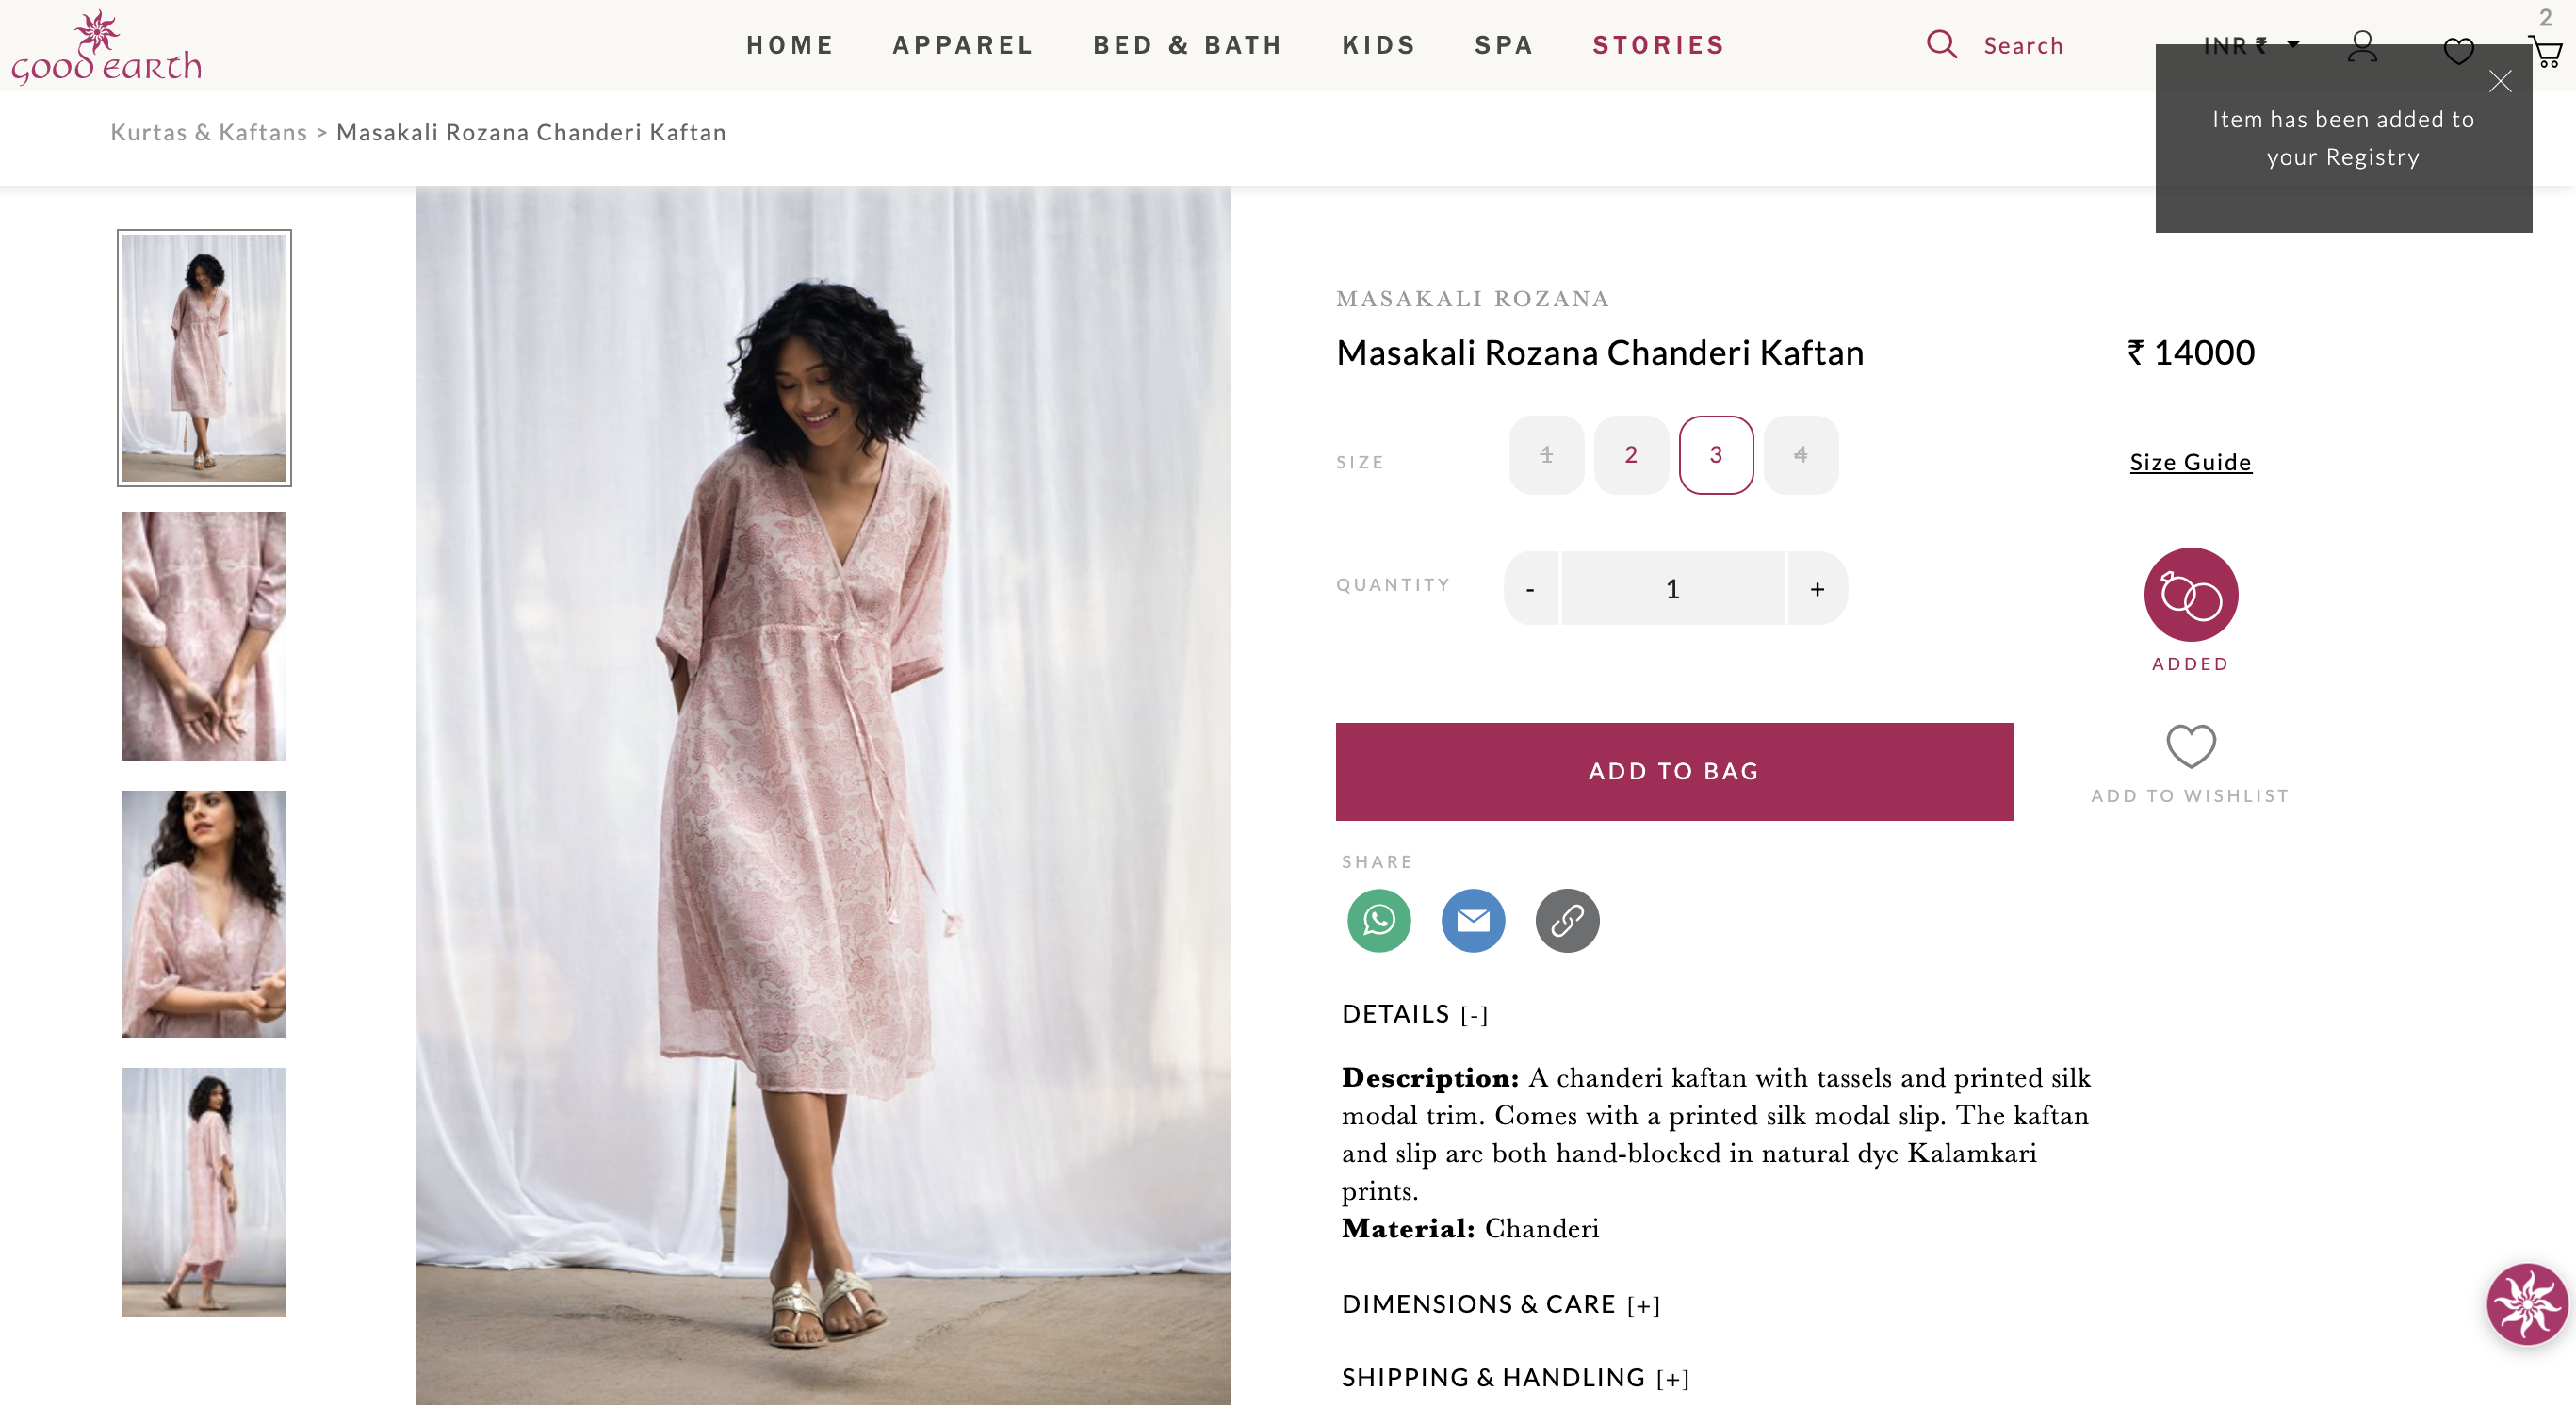 good earth
HOME APPAREL BED & BATH KIDS SPA STORIES
Search
INR ₹
2
Item has been added to
your Registry
Kurtas & Kaftans > Masakali Rozana Chanderi Kaftan
MASAKALI ROZANA
Masakali Rozana Chanderi Kaftan
₹ 14000
SIZE
1 2 3 4
Size Guide
QUANTITY
- 1 +
ADDED
ADD TO BAG
ADD TO WISHLIST
SHARE
DETAILS [-]
Description: A chanderi kaftan with tassels and printed silk
modal trim. Comes with a printed silk modal slip. The kaftan
and slip are both hand-blocked in natural dye Kalamkari
prints.
Material: Chanderi
DIMENSIONS & CARE [+]
SHIPPING & HANDLING [+]